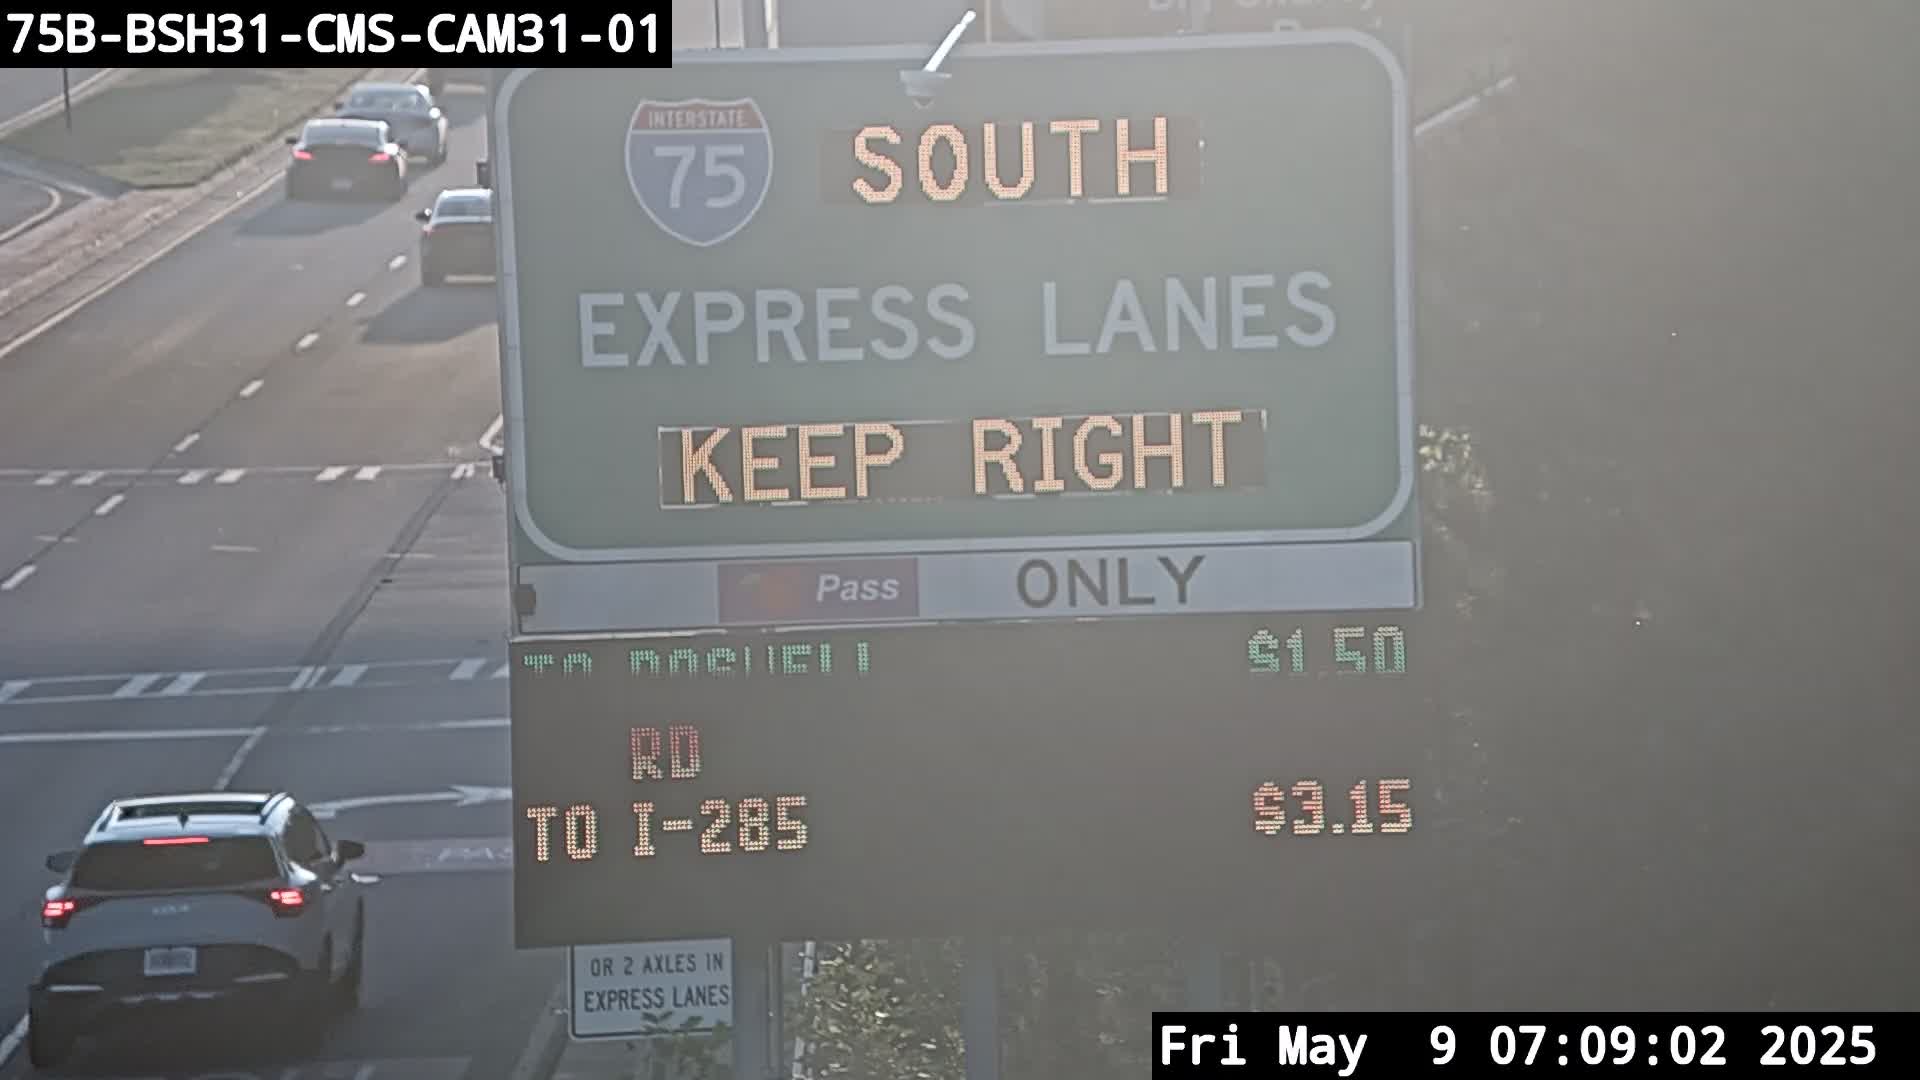 75B-BSH31-CMS-CAM31-01
INTERSTATE
75
SOUTH
EXPRESS LANES
KEEP RIGHT
Pass ONLY
TO $1.50
RD
TO I-285 $3.15
OR 2 AXLES IN
EXPRESS LANES
Fri May 9 07:09:02 2025